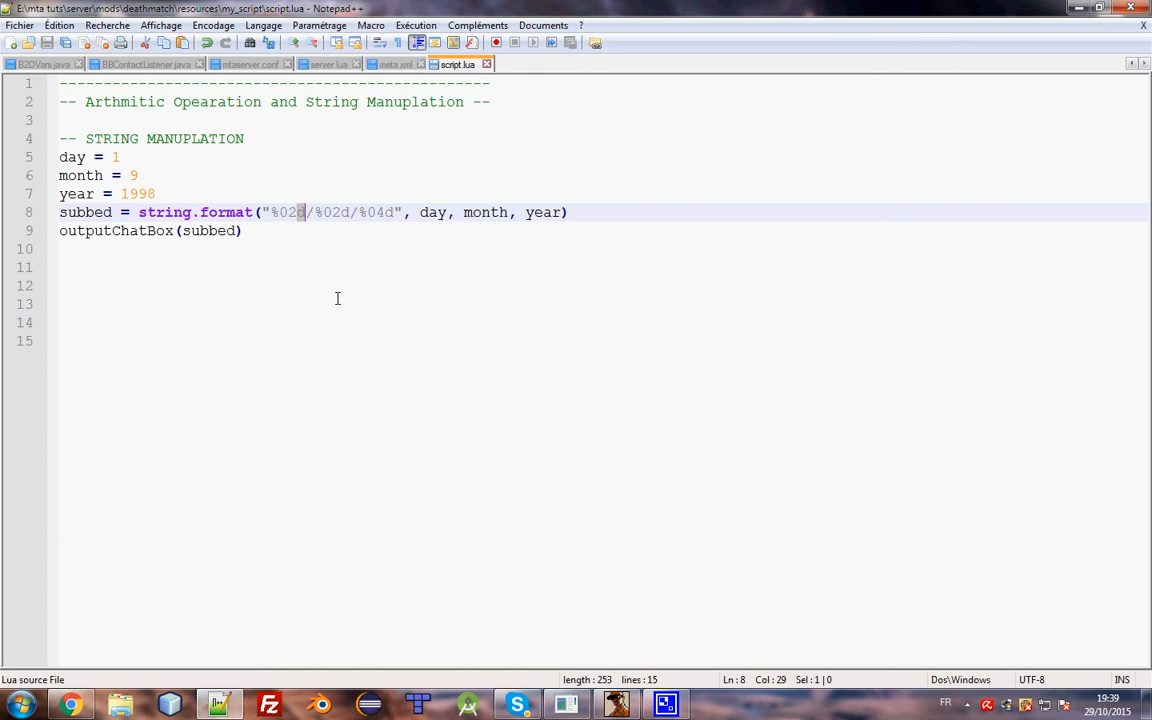 E:\mta tuts\server\mods\deathmatch\resources\my_script\script.lua - Notepad++
Fichier Édition Recherche Affichage Encodage Langage Paramétrage Macro Exécution Compléments Documents ? X
B2DVars.java BBContactListener.java mtaserver.conf server.lua meta.xml script.lua
1 -------------------------------------------------
2 -- Arthmitic Opearation and String Manuplation --
3
4 -- STRING MANUPLATION
5 day = 1
6 month = 9
7 year = 1998
8 subbed = string.format("%02d/%02d/%04d", day, month, year)
9 outputChatBox(subbed)
10
11
12
13
14
15
Lua source File length : 253 lines : 15 Ln : 8 Col : 29 Sel : 1 | 0 Dos\Windows UTF-8 INS
FR 19:39
29/10/2015